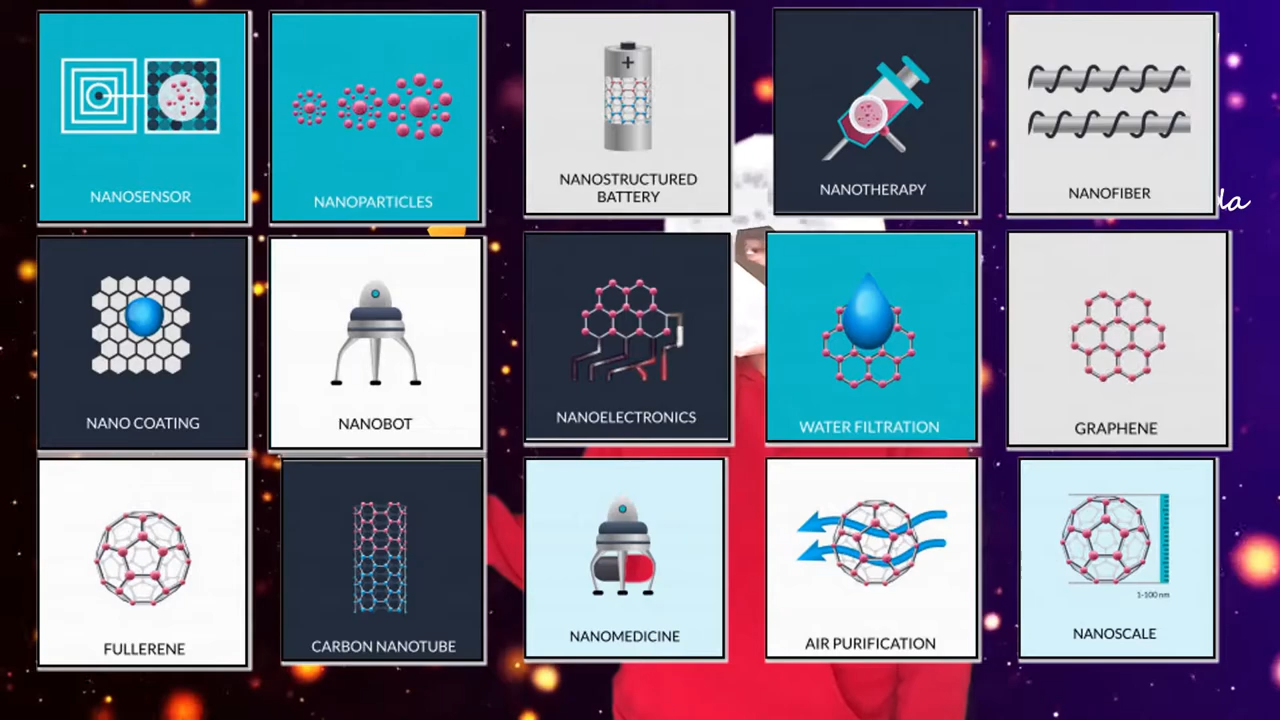 NANOSENSOR
NANOPARTICLES
+
NANOSTRUCTURED
BATTERY
NANOTHERAPY
NANOFIBER
la
NANO COATING
NANOBOT
NANOELECTRONICS
WATER FILTRATION
GRAPHENE
FULLERENE
CARBON NANOTUBE
NANOMEDICINE
AIR PURIFICATION
1-100 nm
NANOSCALE